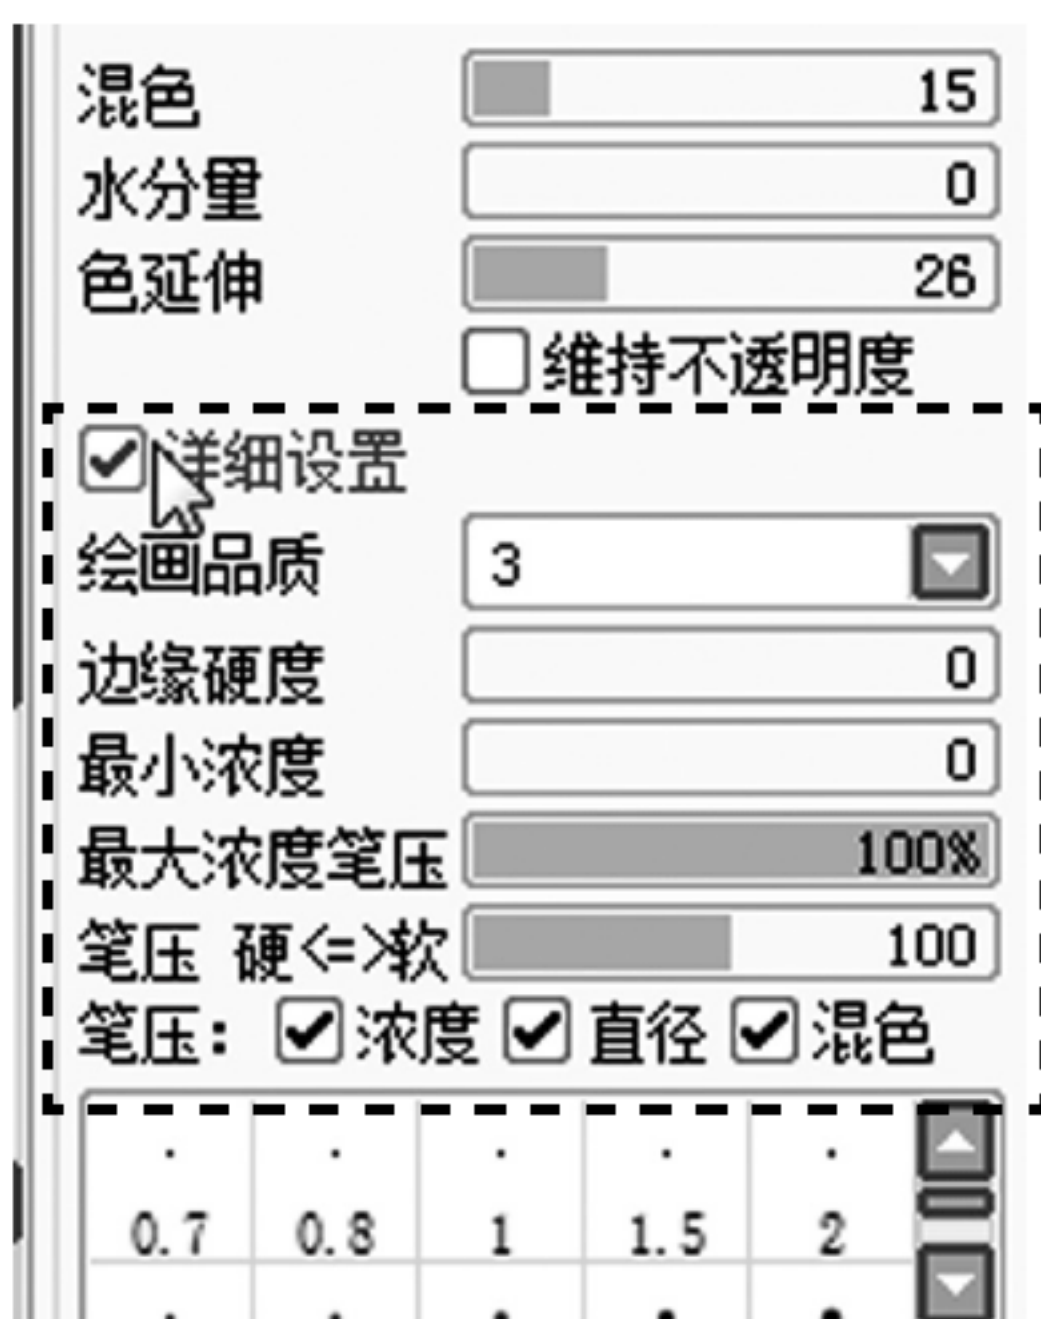 混色 15
水分量 0
色延伸 26
维持不透明度
详细设置
绘画品质 3
边缘硬度 0
最小浓度 0
最大浓度笔压 100%
笔压 硬<=>软 100
笔压: 浓度 直径 混色
0.7 0.8 1 1.5 2